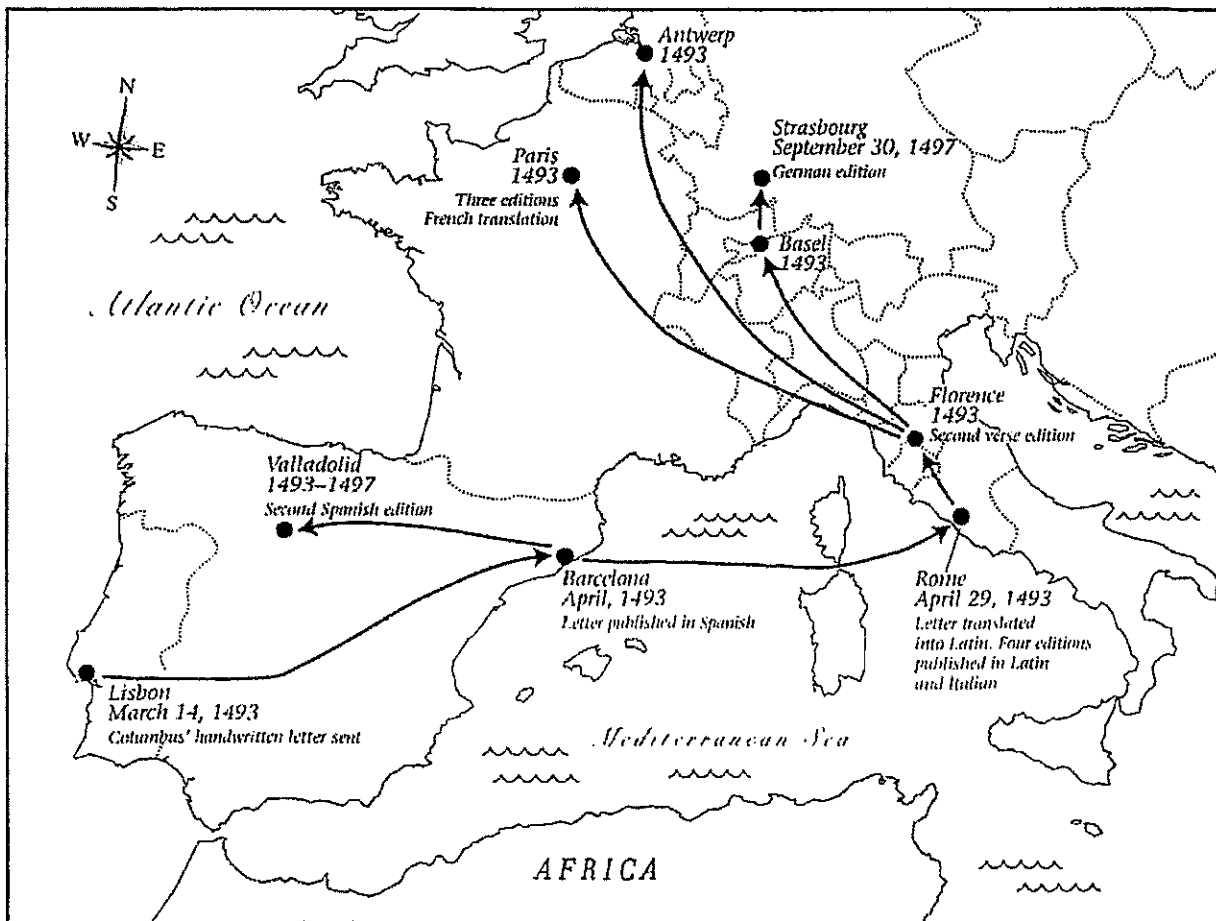 Antwerp
1493
N
W
E
S
Strasbourg
September 30, 1497
German edition
Paris
1493
Three editions
French translation
Basel
1493
Atlantic Ocean
Florence
1493
Second verse edition
Valladolid
1493–1497
Second Spanish edition
Barcelona
April, 1493
Letter published in Spanish
Rome
April 29, 1493
Letter translated
into Latin. Four editions
published in Latin
and Italian
Lisbon
March 14, 1493
Columbus' handwritten letter sent
Mediterranean Sea
AFRICA